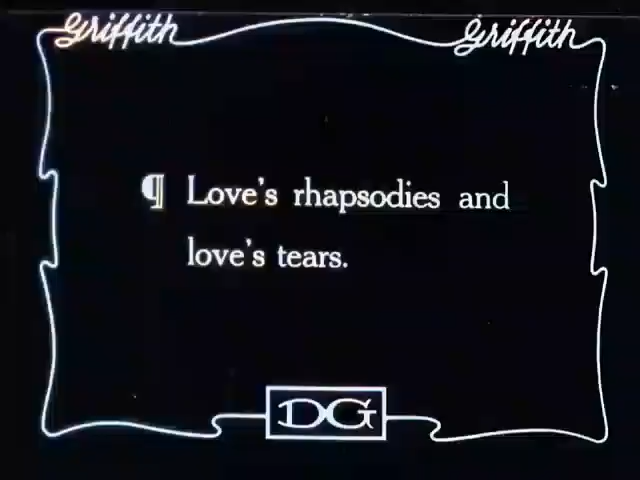 Griffith Griffith
¶ Love's rhapsodies and
love's tears.
DG